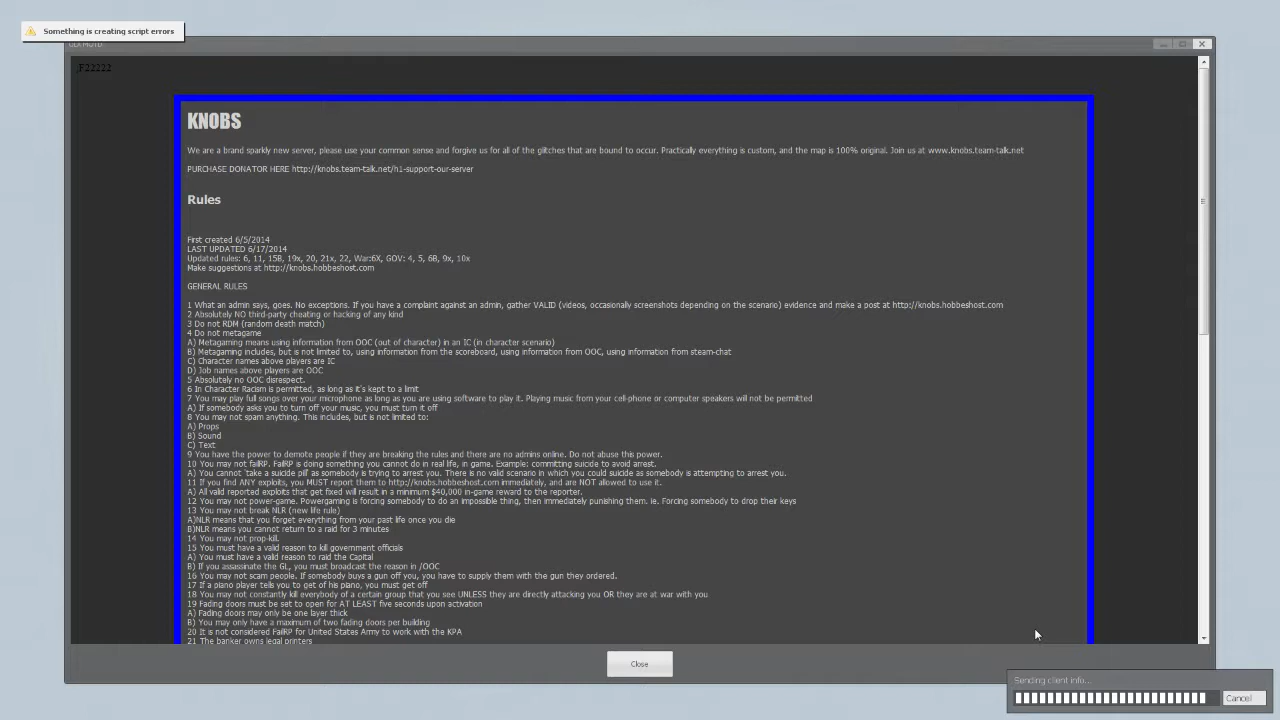 Something is creating script errors
ULX MOTD
;F22222
KNOBS
We are a brand sparkly new server, please use your common sense and forgive us for all of the glitches that are bound to occur. Practically everything is custom, and the map is 100% original. Join us at www.knobs.team-talk.net
PURCHASE DONATOR HERE http://knobs.team-talk.net/h1-support-our-server
Rules
First created 6/5/2014
LAST UPDATED 6/17/2014
Updated rules: 6, 11, 15B, 19x, 20, 21x, 22, War:6X, GOV: 4, 5, 6B, 9x, 10x
Make suggestions at http://knobs.hobbeshost.com
GENERAL RULES
1 What an admin says, goes. No exceptions. If you have a complaint against an admin, gather VALID (videos, occasionally screenshots depending on the scenario) evidence and make a post at http://knobs.hobbeshost.com
2 Absolutely NO third-party cheating or hacking of any kind
3 Do not RDM (random death match)
4 Do not metagame
A) Metagaming means using information from OOC (out of character) in an IC (in character scenario)
B) Metagaming includes, but is not limited to, using information from the scoreboard, using information from OOC, using information from steam-chat
C) Character names above players are IC
D) Job names above players are OOC
5 Absolutely no OOC disrespect.
6 In Character Racism is permitted, as long as it's kept to a limit
7 You may play full songs over your microphone as long as you are using software to play it. Playing music from your cell-phone or computer speakers will not be permitted
A) If somebody asks you to turn off your music, you must turn it off
8 You may not spam anything. This includes, but is not limited to:
A) Props
B) Sound
C) Text
9 You have the power to demote people if they are breaking the rules and there are no admins online. Do not abuse this power.
10 You may not failRP. FailRP is doing something you cannot do in real life, in game. Example: committing suicide to avoid arrest.
A) You cannot 'take a suicide pill' as somebody is trying to arrest you. There is no valid scenario in which you could suicide as somebody is attempting to arrest you.
11 If you find ANY exploits, you MUST report them to http://knobs.hobbeshost.com immediately, and are NOT allowed to use it.
A) All valid reported exploits that get fixed will result in a minimum $40,000 in-game reward to the reporter.
12 You may not power-game. Powergaming is forcing somebody to do an impossible thing, then immediately punishing them. ie. Forcing somebody to drop their keys
13 You may not break NLR (new life rule)
A)NLR means that you forget everything from your past life once you die
B)NLR means you cannot return to a raid for 3 minutes
14 You may not prop-kill.
15 You must have a valid reason to kill government officials
A) You must have a valid reason to raid the Capital
B) If you assassinate the GL, you must broadcast the reason in /OOC
16 You may not scam people. If somebody buys a gun off you, you have to supply them with the gun they ordered.
17 If a piano player tells you to get of his piano, you must get off
18 You may not constantly kill everybody of a certain group that you see UNLESS they are directly attacking you OR they are at war with you
19 Fading doors must be set to open for AT LEAST five seconds upon activation
A) Fading doors may only be one layer thick
B) You may only have a maximum of two fading doors per building
20 It is not considered FailRP for United States Army to work with the KPA
21 The banker owns legal printers
Close
Sending client info...
Cancel